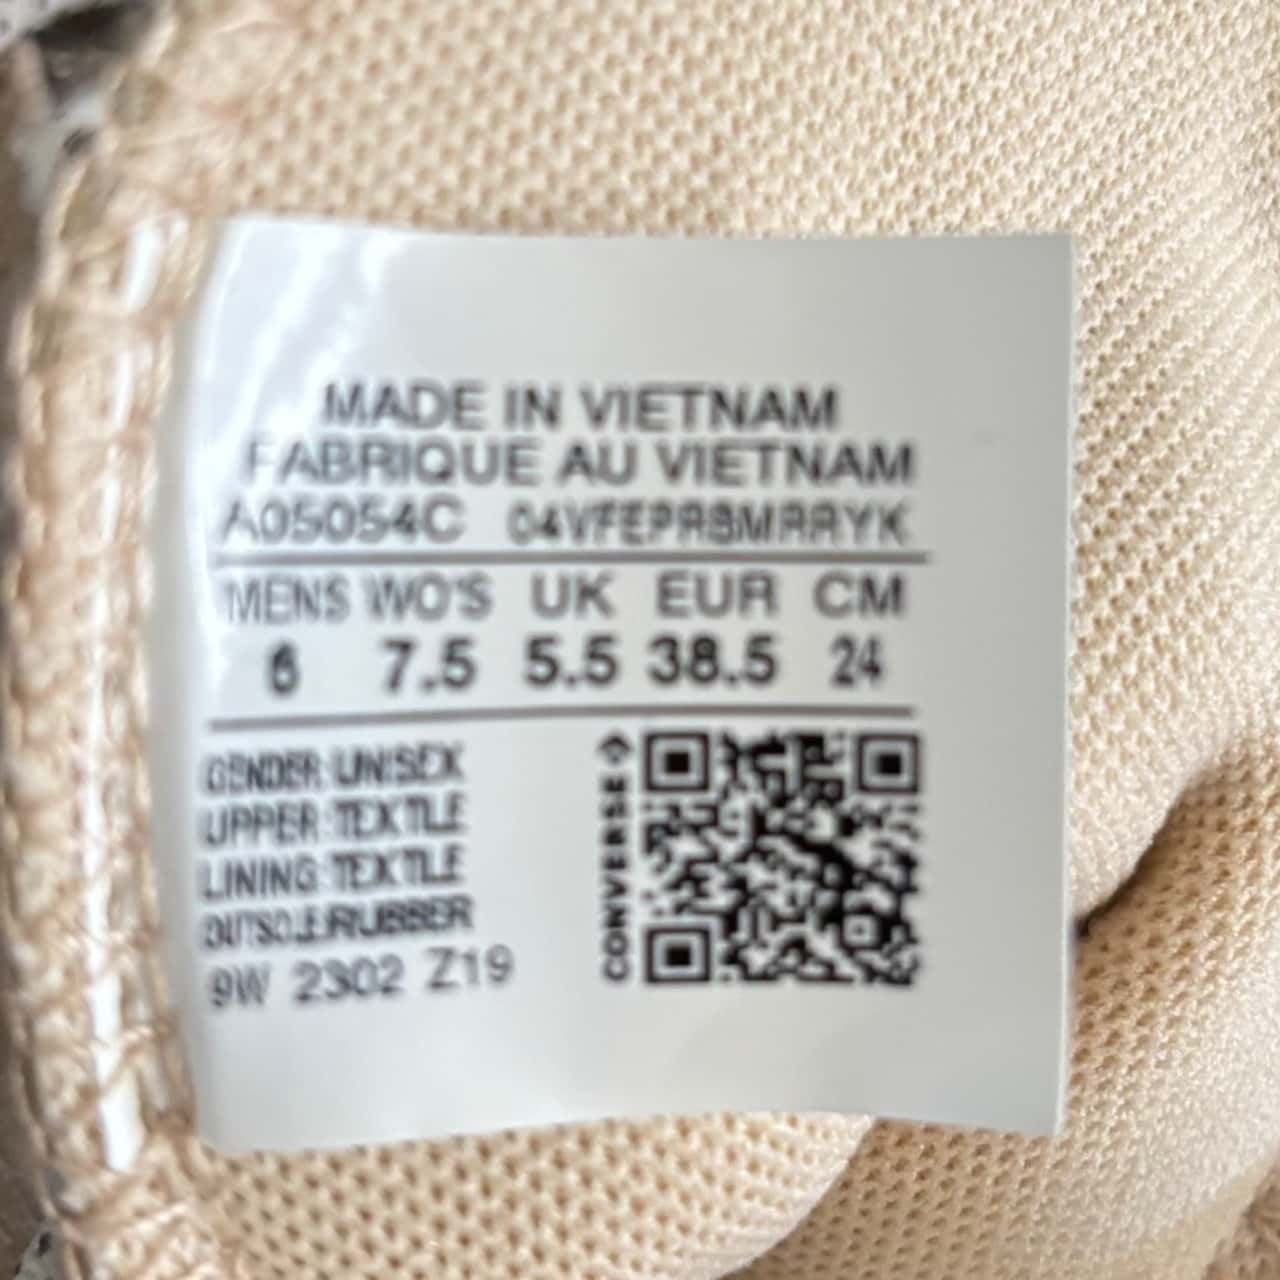 MADE IN VIETNAM
FABRIQUE AU VIETNAM
A05054C 04VFEPRBMRRYK
MENS WO'S UK EUR CM
6 7.5 5.5 38.5 24
GENDER:UNISEX
UPPER:TEXTILE
LINING:TEXTILE
OUTSOLE:RUBBER
9W 2302 Z19
CONVERSE